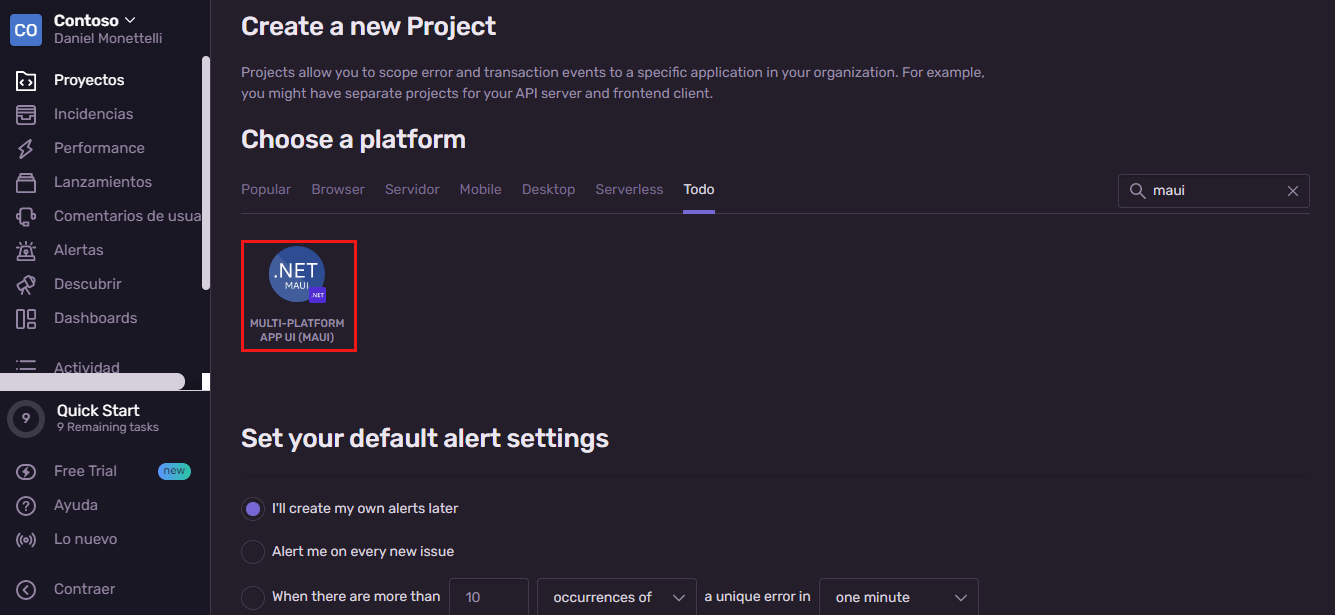 CO
Contoso
Daniel Monettelli
Proyectos
Incidencias
Performance
Lanzamientos
Comentarios de usua
Alertas
Descubrir
Dashboards
Actividad
9
Quick Start
9 Remaining tasks
Free Trial new
Ayuda
Lo nuevo
Contraer
Create a new Project
Projects allow you to scope error and transaction events to a specific application in your organization. For example,
you might have separate projects for your API server and frontend client.
Choose a platform
Popular Browser Servidor Mobile Desktop Serverless Todo
maui
.NET
MAUI
.NET
MULTI-PLATFORM
APP UI (MAUI)
Set your default alert settings
I'll create my own alerts later
Alert me on every new issue
When there are more than 10 occurrences of a unique error in one minute